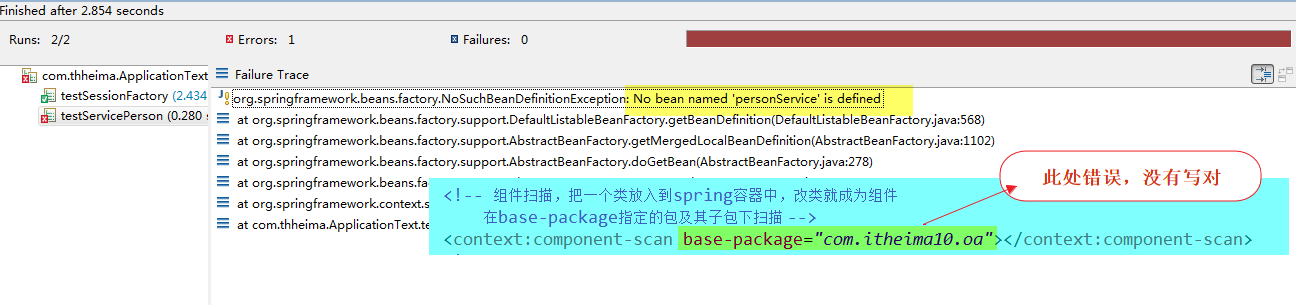 Finished after 2.854 seconds
Runs: 2/2 Errors: 1 Failures: 0
com.thheima.ApplicationText
testSessionFactory (2.434
testServicePerson (0.280 s
Failure Trace
org.springframework.beans.factory.NoSuchBeanDefinitionException: No bean named 'personService' is defined
at org.springframework.beans.factory.support.DefaultListableBeanFactory.getBeanDefinition(DefaultListableBeanFactory.java:568)
at org.springframework.beans.factory.support.AbstractBeanFactory.getMergedLocalBeanDefinition(AbstractBeanFactory.java:1102)
at org.springframework.beans.factory.support.AbstractBeanFactory.doGetBean(AbstractBeanFactory.java:278)
at org.springframework.beans.fac
at org.springframework.context.s
at com.thheima.ApplicationText.te
此处错误，没有写对
<!-- 组件扫描，把一个类放入到spring容器中，改类就成为组件
在base-package指定的包及其子包下扫描 -->
<context:component-scan base-package="com.itheima10.oa"></context:component-scan>